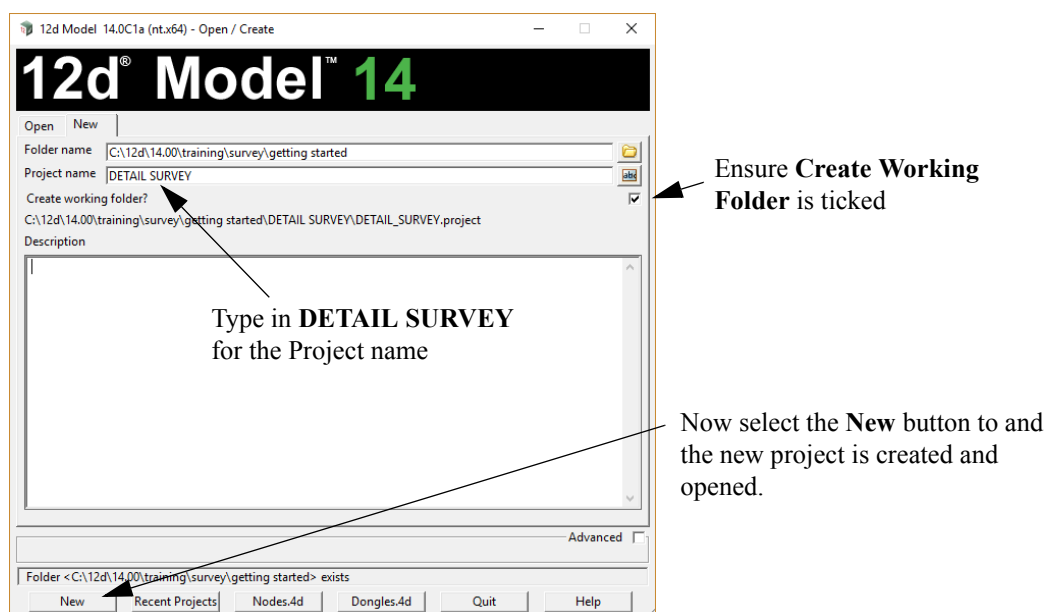 12d Model 14.0C1a (nt.x64) - Open / Create
12d® Model™ 14
Open New
Folder name C:\12d\14.00\training\survey\getting started
Project name DETAIL SURVEY
abc
Create working folder?
C:\12d\14.00\training\survey\getting started\DETAIL SURVEY\DETAIL_SURVEY.project
Description
Ensure Create Working
Folder is ticked
Type in DETAIL SURVEY
for the Project name
Now select the New button to and
the new project is created and
opened.
Advanced
Folder <C:\12d\14.00\training\survey\getting started> exists
New Recent Projects Nodes.4d Dongles.4d Quit Help